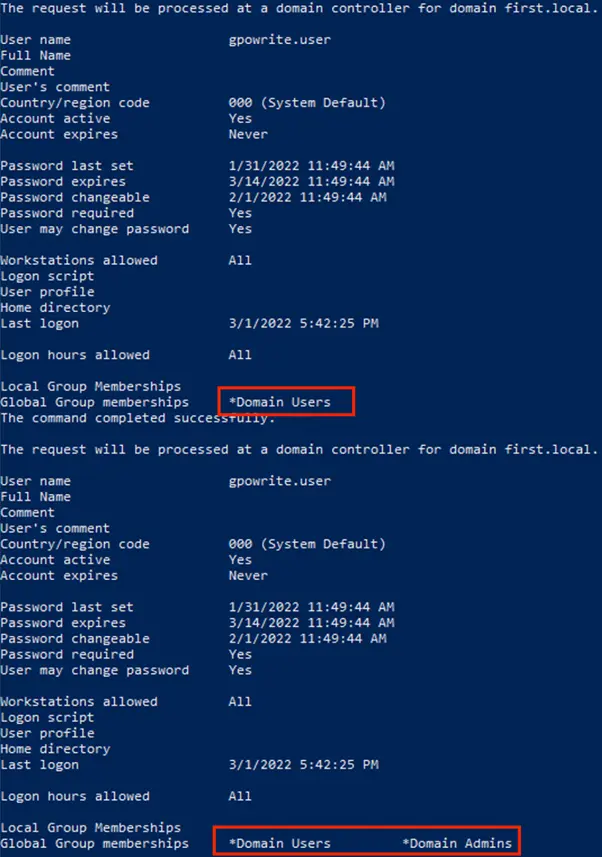 The request will be processed at a domain controller for domain first.local.
User name gpowrite.user
Full Name
Comment
User's comment
Country/region code 000 (System Default)
Account active Yes
Account expires Never
Password last set 1/31/2022 11:49:44 AM
Password expires 3/14/2022 11:49:44 AM
Password changeable 2/1/2022 11:49:44 AM
Password required Yes
User may change password Yes
Workstations allowed All
Logon script
User profile
Home directory
Last logon 3/1/2022 5:42:25 PM
Logon hours allowed All
Local Group Memberships
Global Group memberships *Domain Users
The command completed successfully.
The request will be processed at a domain controller for domain first.local.
User name gpowrite.user
Full Name
Comment
User's comment
Country/region code 000 (System Default)
Account active Yes
Account expires Never
Password last set 1/31/2022 11:49:44 AM
Password expires 3/14/2022 11:49:44 AM
Password changeable 2/1/2022 11:49:44 AM
Password required Yes
User may change password Yes
Workstations allowed All
Logon script
User profile
Home directory
Last logon 3/1/2022 5:42:25 PM
Logon hours allowed All
Local Group Memberships
Global Group memberships *Domain Users *Domain Admins